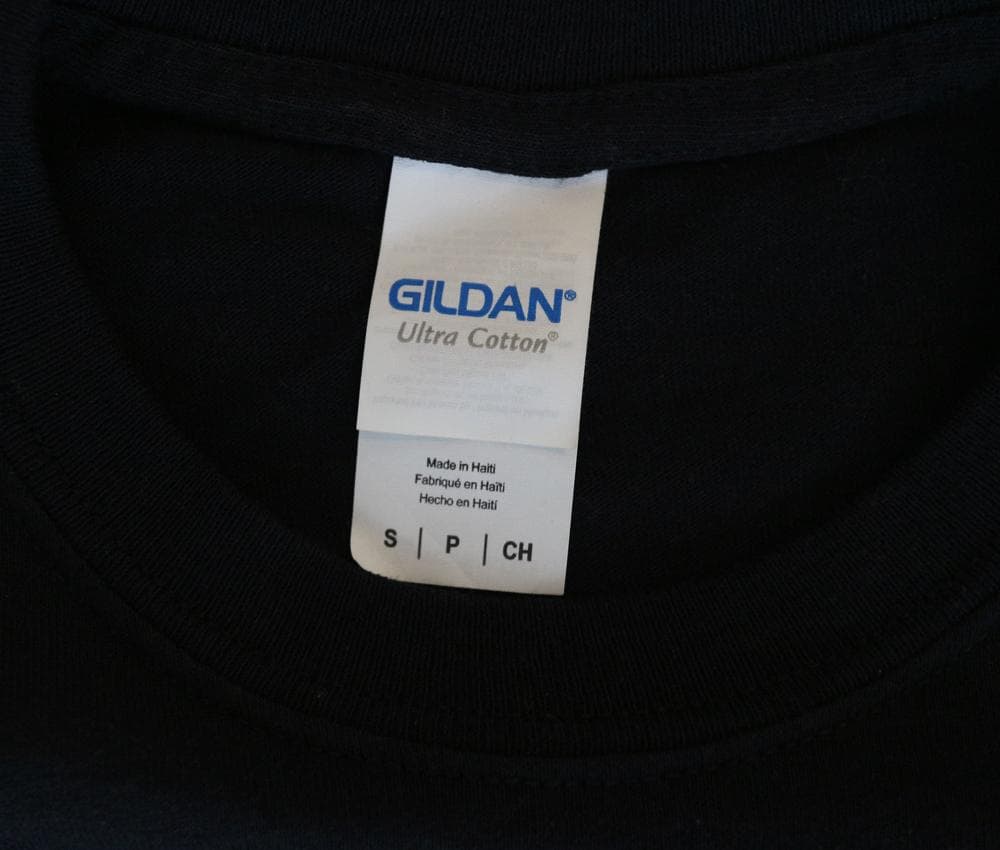 GILDAN®
Ultra Cotton®
Made in Haiti
Fabriqué en Haïti
Hecho en Haití
S | P | CH